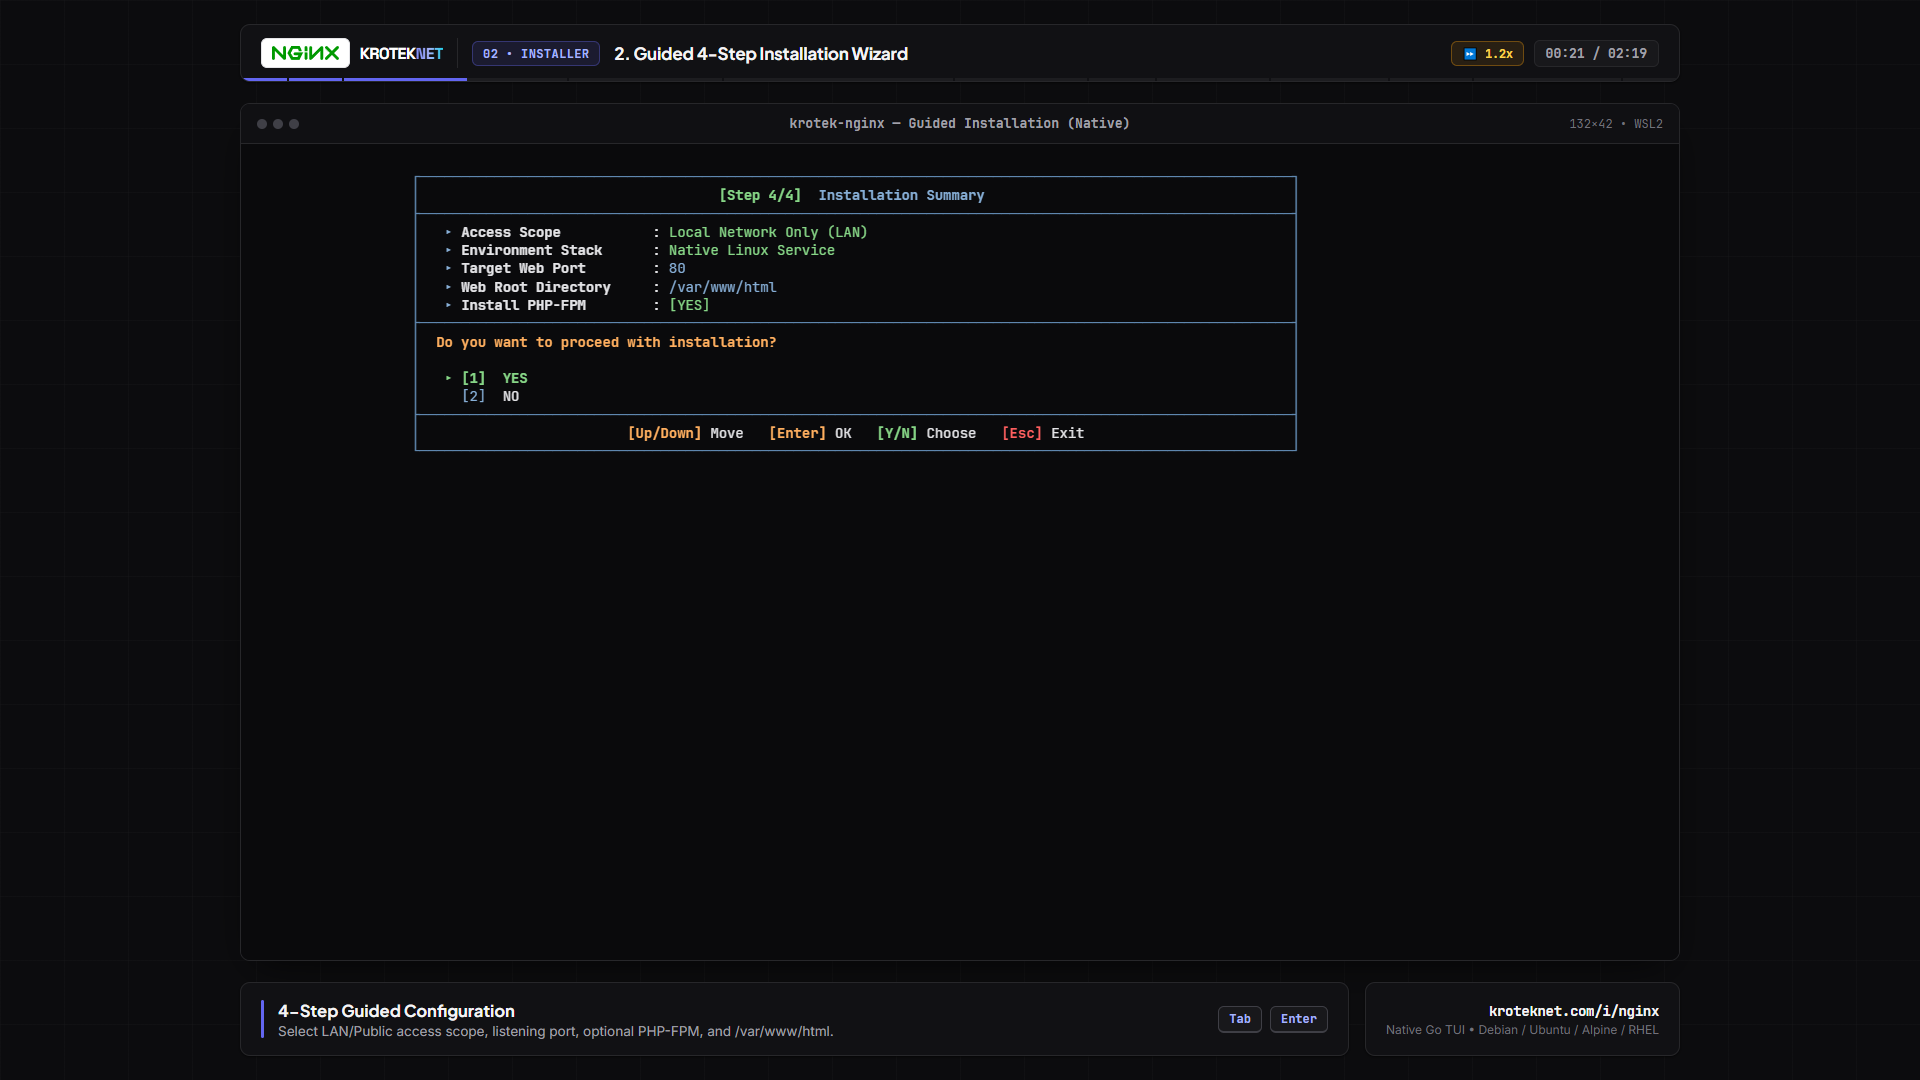 NGINX KROTEKNET 02 • INSTALLER 2. Guided 4-Step Installation Wizard 1.2x 00:21 / 02:19
krotek-nginx — Guided Installation (Native) 132×42 • WSL2
[Step 4/4] Installation Summary
▸ Access Scope : Local Network Only (LAN)
▸ Environment Stack : Native Linux Service
▸ Target Web Port : 80
▸ Web Root Directory : /var/www/html
▸ Install PHP-FPM : [YES]
Do you want to proceed with installation?
▸ [1] YES
[2] NO
[Up/Down] Move [Enter] OK [Y/N] Choose [Esc] Exit
4-Step Guided Configuration
Select LAN/Public access scope, listening port, optional PHP-FPM, and /var/www/html.
Tab Enter
kroteknet.com/i/nginx
Native Go TUI • Debian / Ubuntu / Alpine / RHEL